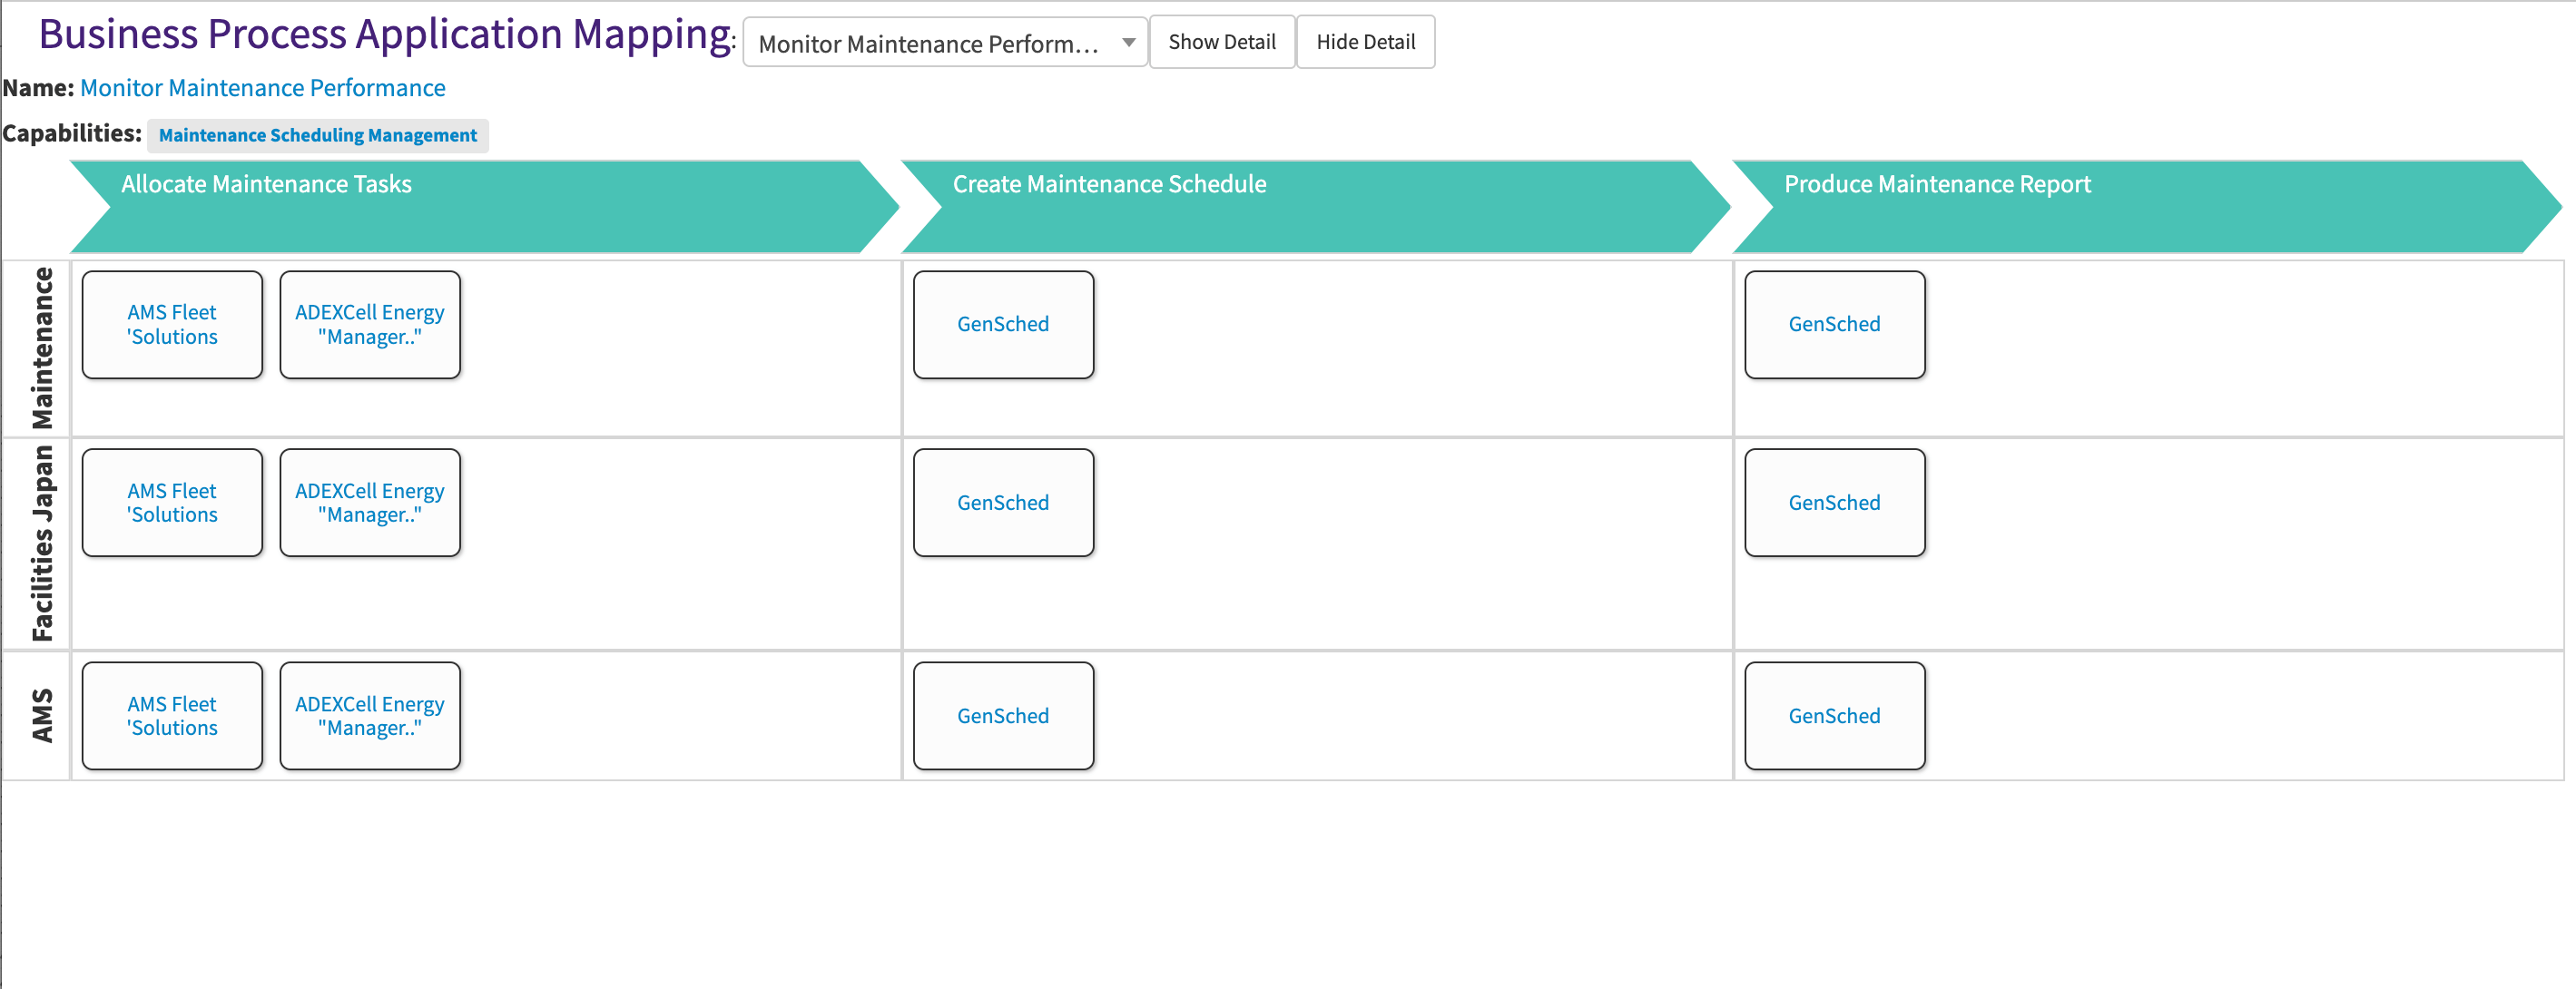 Business Process Application Mapping: Monitor Maintenance Perform... Show Detail Hide Detail
Name: Monitor Maintenance Performance
Capabilities: Maintenance Scheduling Management
Allocate Maintenance Tasks
Create Maintenance Schedule
Produce Maintenance Report
Maintenance
AMS Fleet
'Solutions
ADEXCell Energy
"Manager.."
GenSched
GenSched
Facilities Japan
AMS Fleet
'Solutions
ADEXCell Energy
"Manager.."
GenSched
GenSched
AMS
AMS Fleet
'Solutions
ADEXCell Energy
"Manager.."
GenSched
GenSched